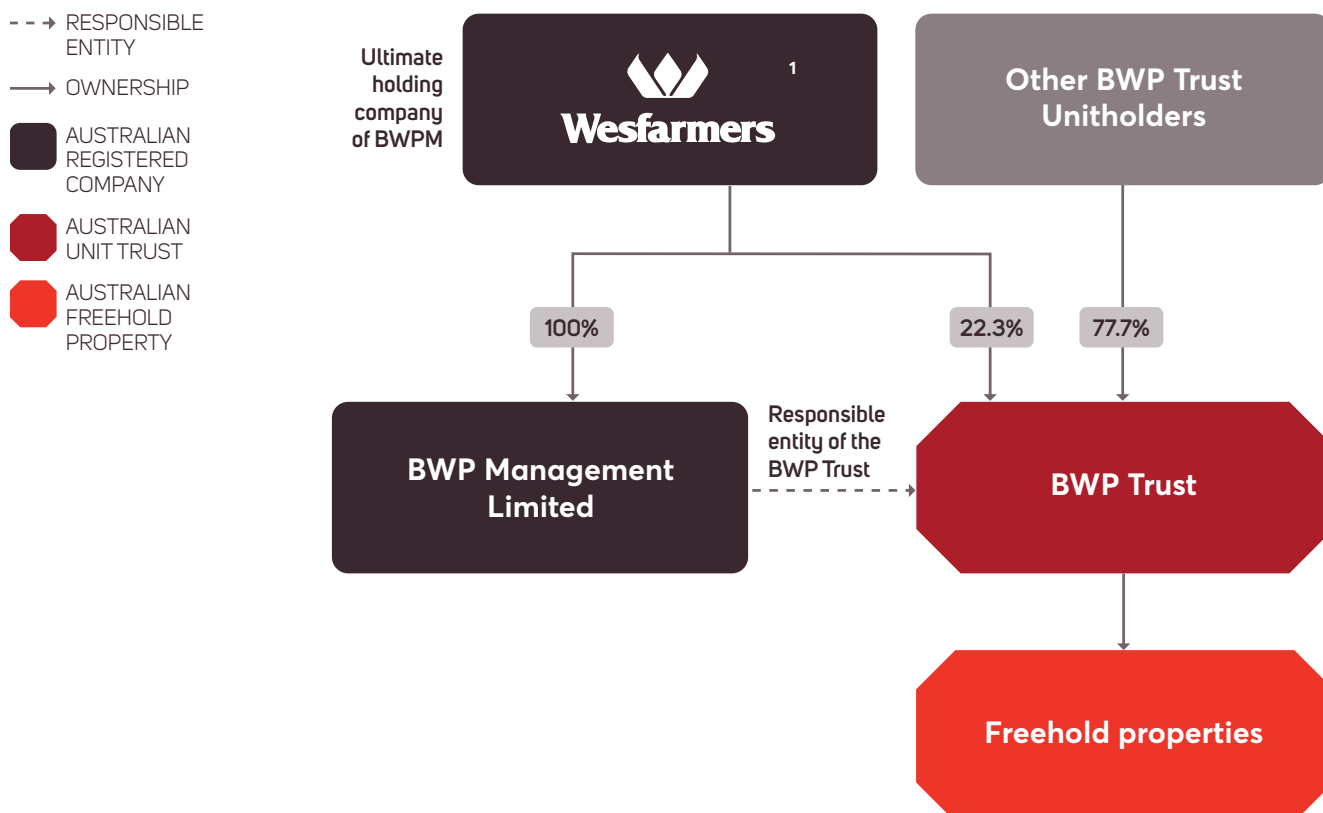 RESPONSIBLE
ENTITY
OWNERSHIP
AUSTRALIAN
REGISTERED
COMPANY
AUSTRALIAN
UNIT TRUST
AUSTRALIAN
FREEHOLD
PROPERTY
Ultimate
holding
company
of BWPM
1
Wesfarmers
Other BWP Trust
Unitholders
100%
22.3%
77.7%
BWP Management
Limited
Responsible
entity of the
BWP Trust
BWP Trust
Freehold properties